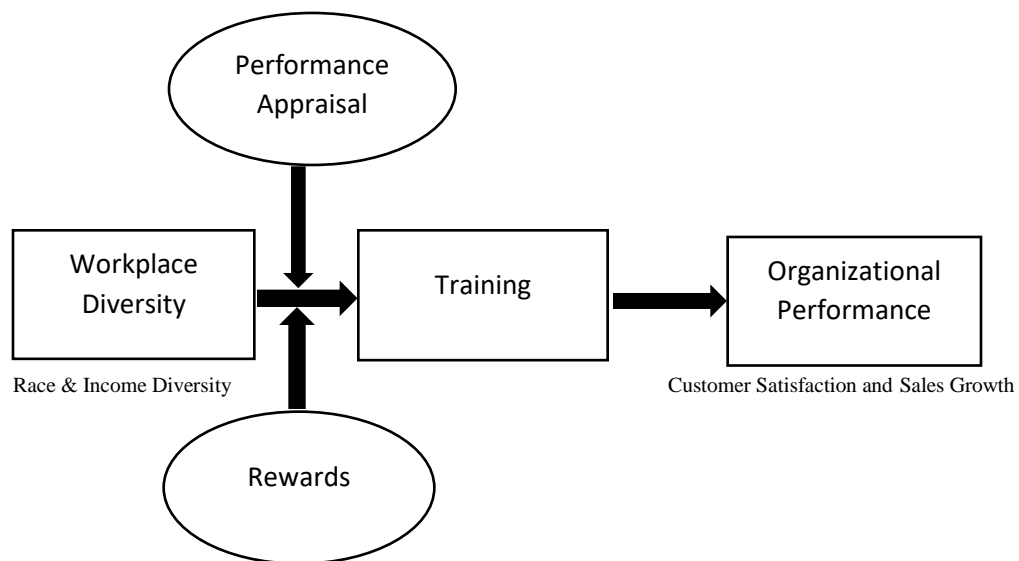 Performance
Appraisal
Workplace
Diversity
Training
Organizational
Performance
Race & Income Diversity
Customer Satisfaction and Sales Growth
Rewards